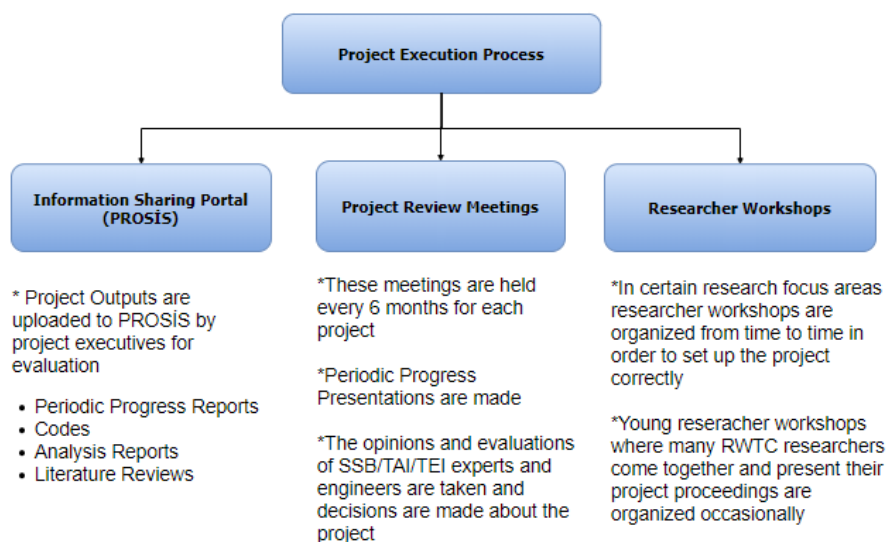 Project Execution Process
Information Sharing Portal
(PROSİS)
Project Review Meetings
Researcher Workshops
* Project Outputs are
uploaded to PROSİS by
project executives for
evaluation
• Periodic Progress Reports
• Codes
• Analysis Reports
• Literature Reviews
*These meetings are held
every 6 months for each
project
*Periodic Progress
Presentations are made
*The opinions and evaluations
of SSB/TAI/TEI experts and
engineers are taken and
decisions are made about the
project
*In certain research focus areas
researcher workshops are
organized from time to time in
order to set up the project
correctly
*Young reseracher workshops
where many RWTC researchers
come together and present their
project proceedings are
organized occasionally